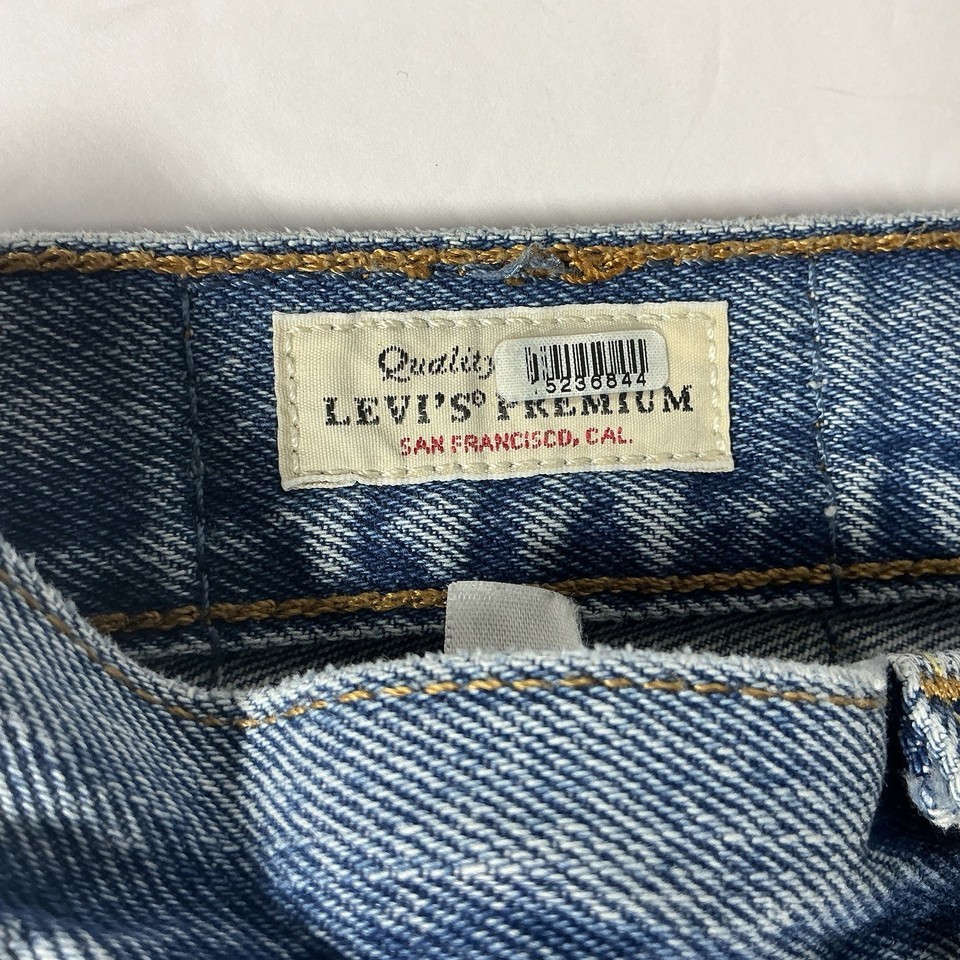 Quality
5236844
LEVI'S® PREMIUM
SAN FRANCISCO, CAL.